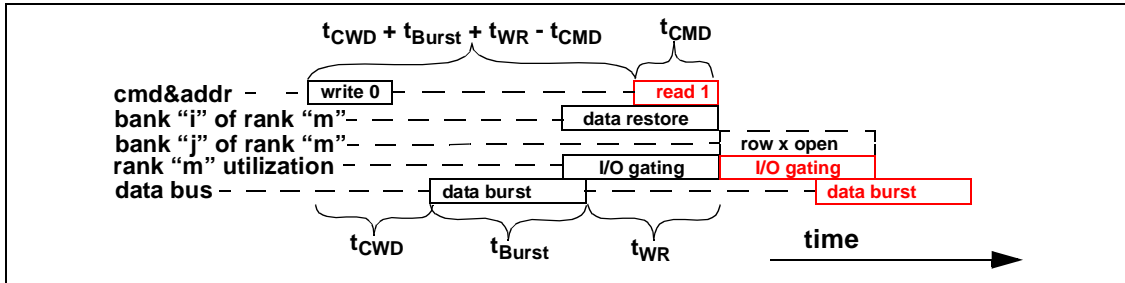 tCWD + tBurst + tWR - tCMD
tCMD
cmd&addr
write 0
read 1
bank “i” of rank “m”
data restore
bank “j” of rank “m”
row x open
rank “m” utilization
I/O gating
I/O gating
data bus
data burst
data burst
tCWD
tBurst
tWR
time